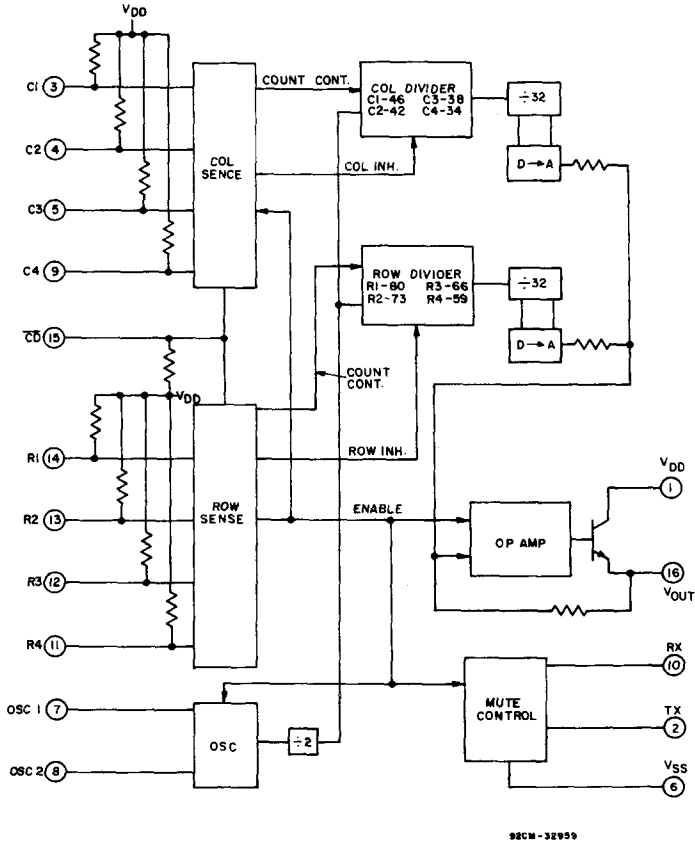 VDD
C1 3
COUNT CONT.
COL DIVIDER
C1-46 C3-38
C2-42 C4-34
÷32
C2 4
COL
SENCE
COL INH.
D→A
C3 5
C4 9
ROW DIVIDER
R1-80 R3-66
R2-73 R4-59
÷32
CD 15
D→A
COUNT
CONT.
VDD
R1 14
ROW INH.
ROW
SENSE
VDD
1
R2 13
ENABLE
OP AMP
R3 12
16
VOUT
R4 11
RX
10
OSC 1 7
MUTE
CONTROL
TX
2
OSC
÷2
OSC 2 8
VSS
6
92CM-32959